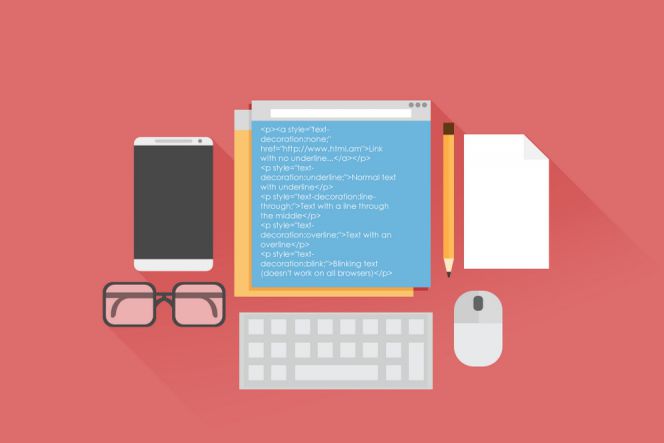 <p><a style="text-
decoration:none;"
href="http://www.html.am">Link
with no underline...</a></p>
<p style="text-
decoration:underline;">Normal text
with underline</p>
<p style="text-decoration:line-
through;">Text with a line through
the middle</p>
<p style="text-
decoration:overline;">Text with an
overline</p>
<p style="text-
decoration:blink;">Blinking text
(doesn't work on all browsers)</p>